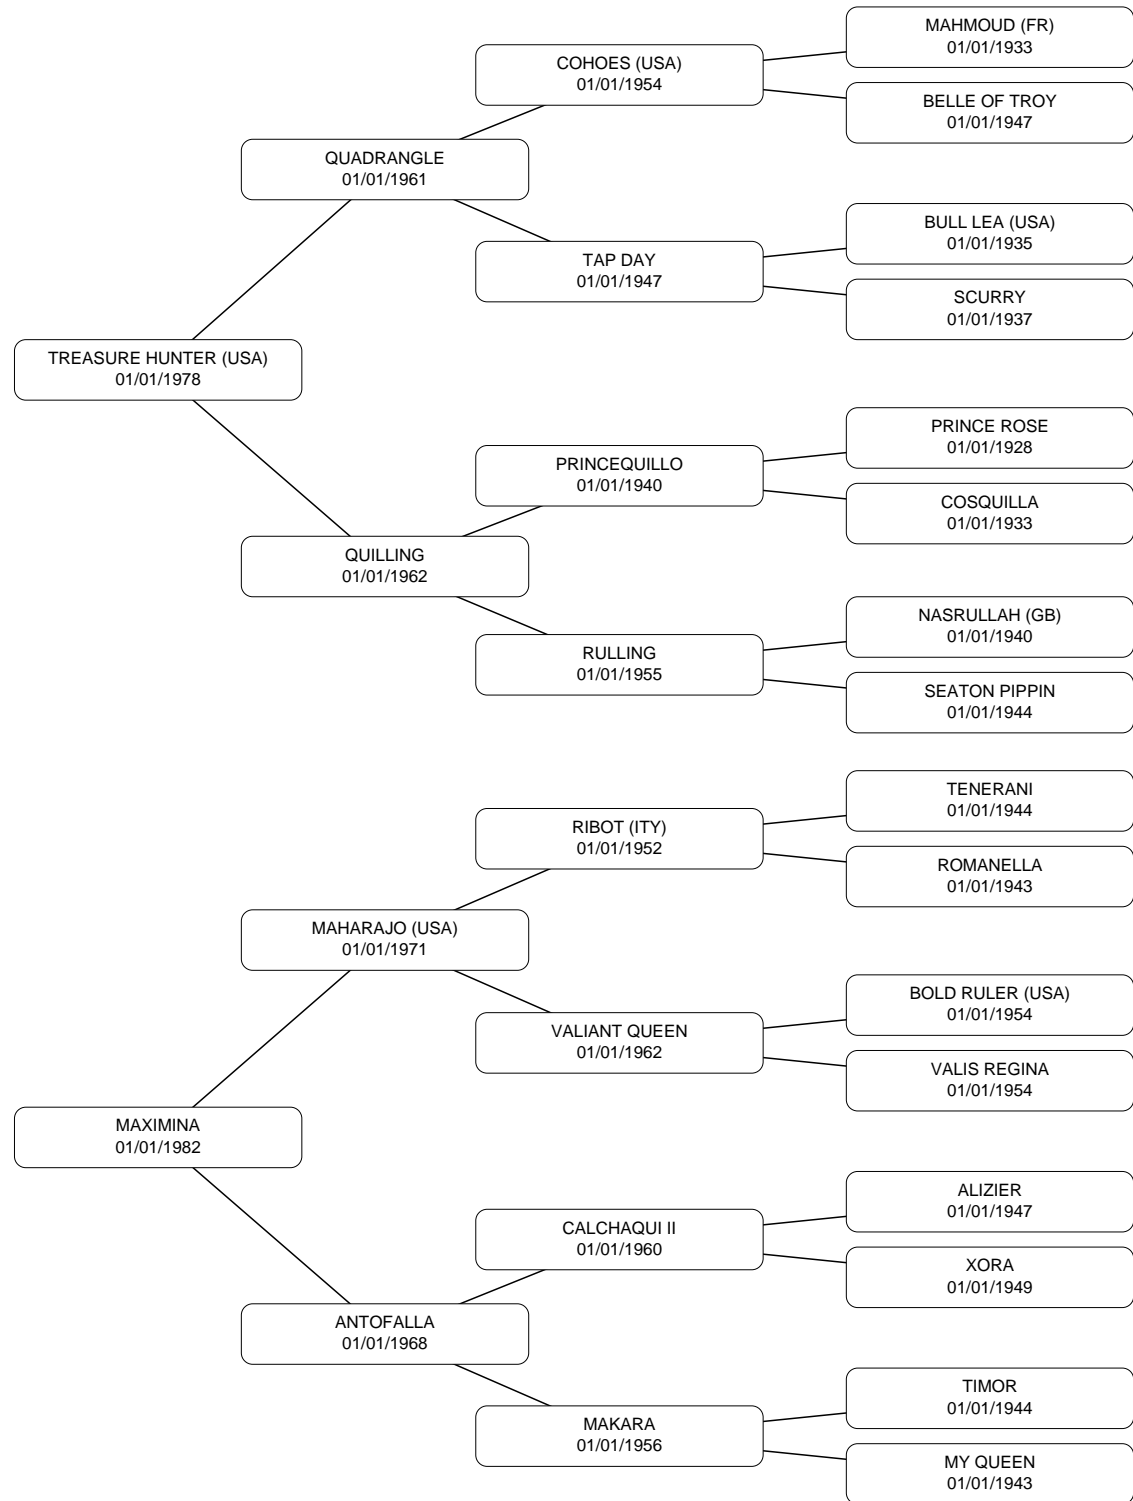 MAHMOUD (FR)
01/01/1933
COHOES (USA)
01/01/1954
BELLE OF TROY
01/01/1947
QUADRANGLE
01/01/1961
BULL LEA (USA)
01/01/1935
TAP DAY
01/01/1947
SCURRY
01/01/1937
TREASURE HUNTER (USA)
01/01/1978
PRINCE ROSE
01/01/1928
PRINCEQUILLO
01/01/1940
COSQUILLA
01/01/1933
QUILLING
01/01/1962
NASRULLAH (GB)
01/01/1940
RULLING
01/01/1955
SEATON PIPPIN
01/01/1944
TENERANI
01/01/1944
RIBOT (ITY)
01/01/1952
ROMANELLA
01/01/1943
MAHARAJO (USA)
01/01/1971
BOLD RULER (USA)
01/01/1954
VALIANT QUEEN
01/01/1962
VALIS REGINA
01/01/1954
MAXIMINA
01/01/1982
ALIZIER
01/01/1947
CALCHAQUI II
01/01/1960
XORA
01/01/1949
ANTOFALLA
01/01/1968
TIMOR
01/01/1944
MAKARA
01/01/1956
MY QUEEN
01/01/1943